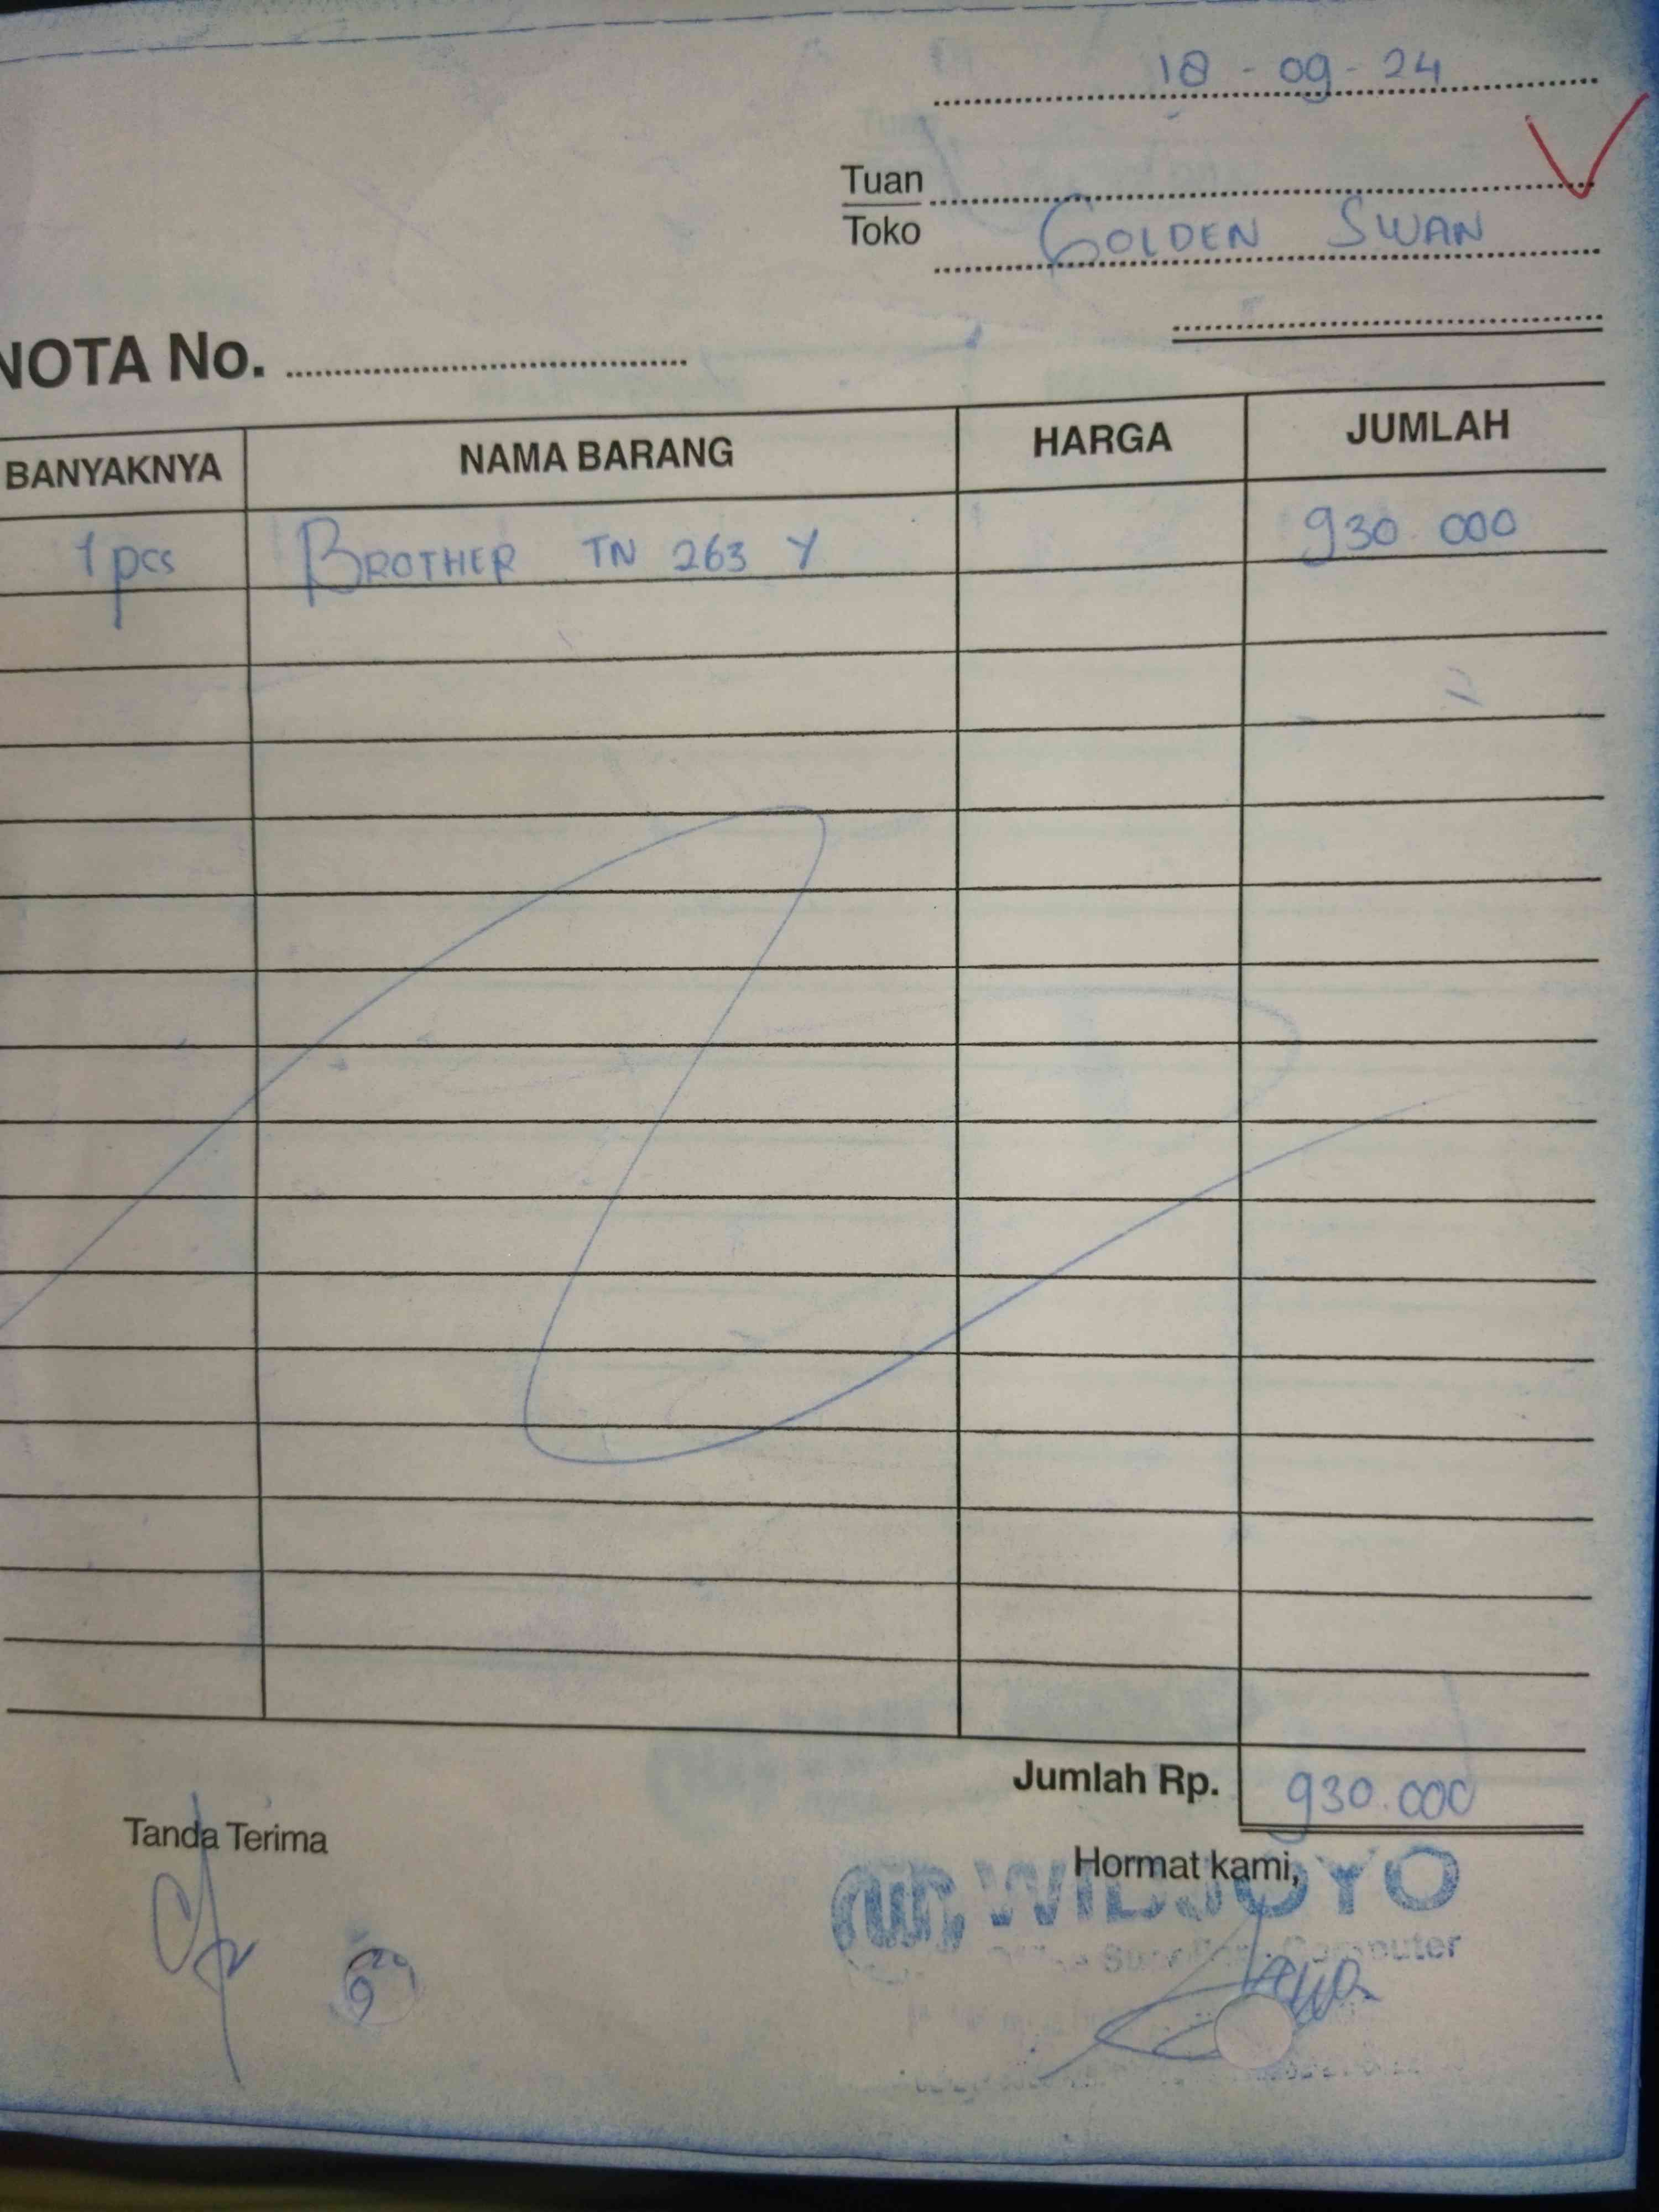 18 - 09 - 24
Tuan
Toko GOLDEN SWAN
NOTA No.
BANYAKNYA NAMA BARANG HARGA JUMLAH
1 pcs BROTHER TN 263 Y 930 000
Jumlah Rp. 930.000
Tanda Terima
Hormat kami,
WIDJOYO
Computer